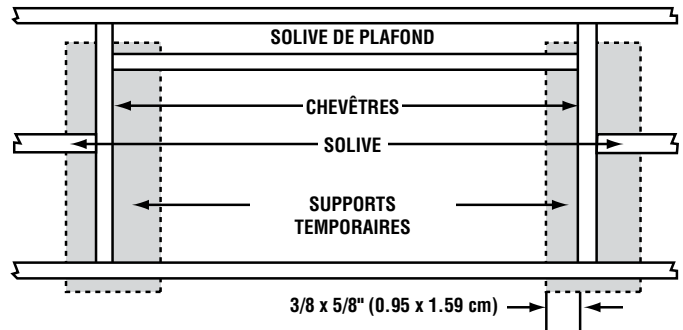 SOLIVE DE PLAFOND
CHEVÊTRES
SOLIVE
SUPPORTS
TEMPORAIRES
3/8 x 5/8" (0.95 x 1.59 cm)